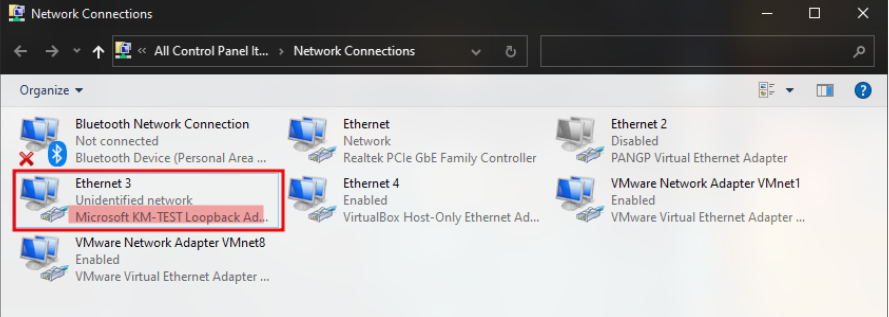 Network Connections
« All Control Panel It... › Network Connections
Organize
Bluetooth Network Connection
Not connected
Bluetooth Device (Personal Area ...
Ethernet
Network
Realtek PCIe GbE Family Controller
Ethernet 2
Disabled
PANGP Virtual Ethernet Adapter
Ethernet 3
Unidentified network
Microsoft KM-TEST Loopback Ad...
Ethernet 4
Enabled
VirtualBox Host-Only Ethernet Ad...
VMware Network Adapter VMnet1
Enabled
VMware Virtual Ethernet Adapter ...
VMware Network Adapter VMnet8
Enabled
VMware Virtual Ethernet Adapter ...